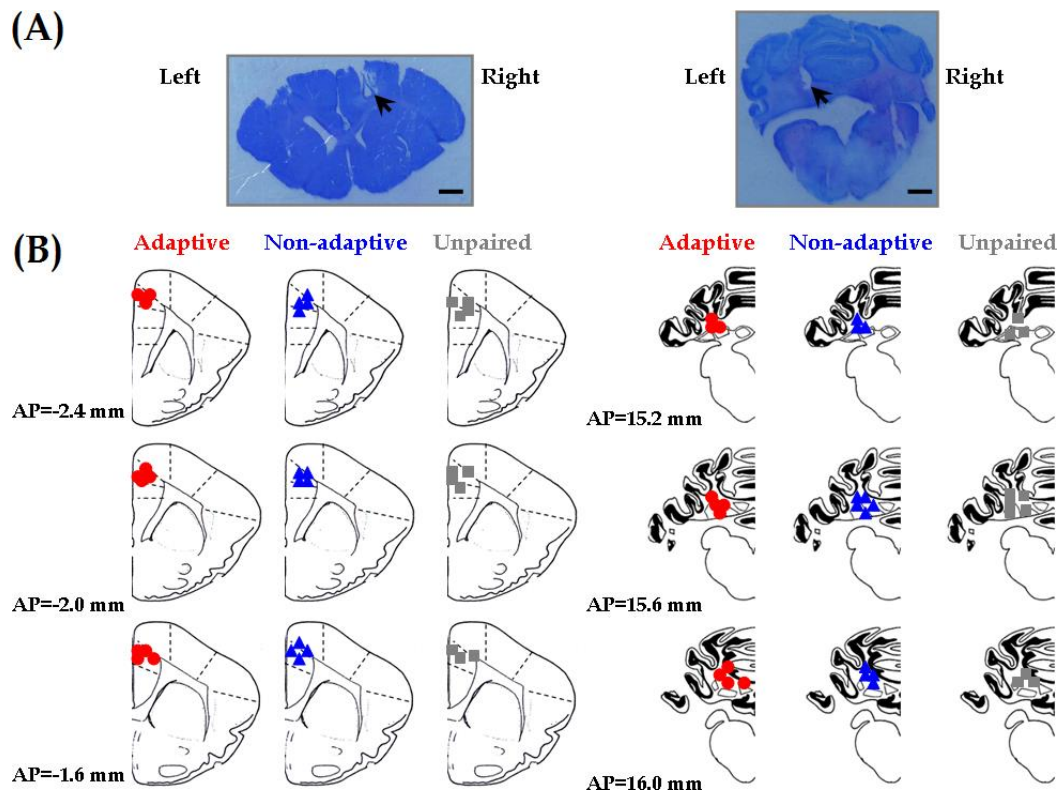 (A)
Left Right Left Right
(B)
Adaptive Non-adaptive Unpaired Adaptive Non-adaptive Unpaired
AP=-2.4 mm AP=15.2 mm
AP=-2.0 mm AP=15.6 mm
AP=-1.6 mm AP=16.0 mm